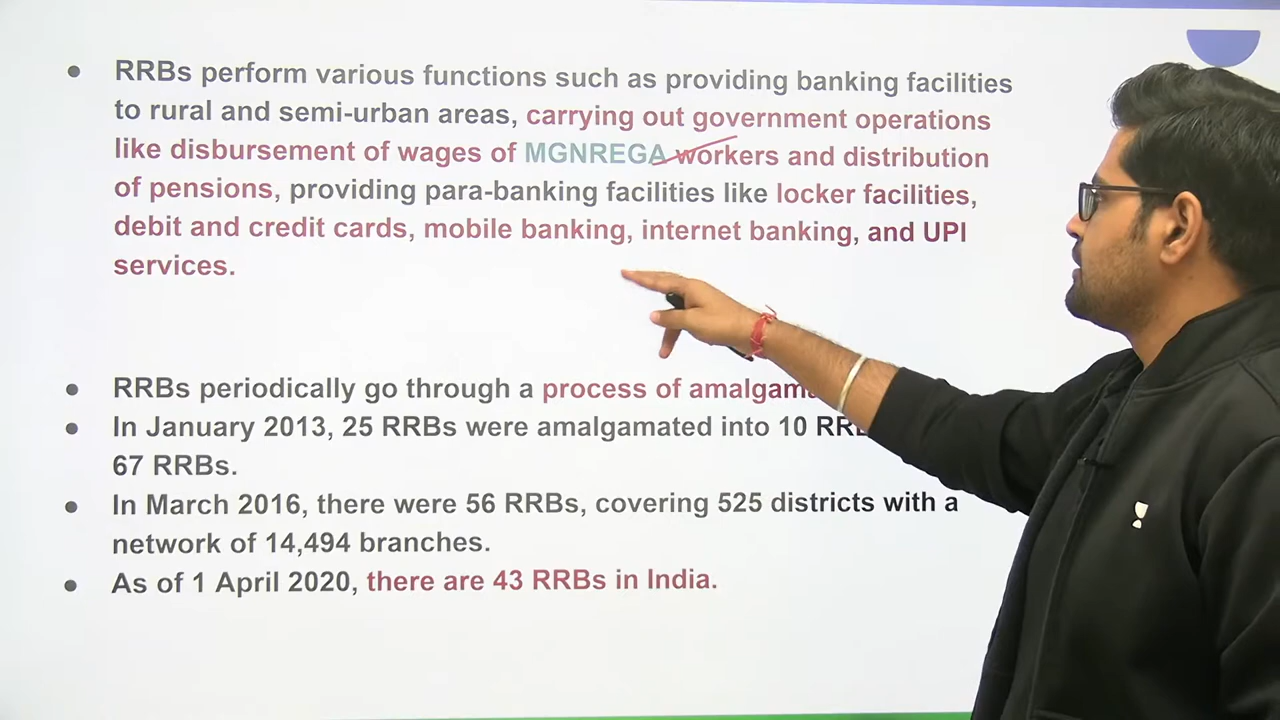 RRBs perform various functions such as providing banking facilities
to rural and semi-urban areas, carrying out government operations
like disbursement of wages of MGNREGA workers and distribution
of pensions, providing para-banking facilities like locker facilities,
debit and credit cards, mobile banking, internet banking, and UPI
services.
RRBs periodically go through a process of
In January 2013, 25 RRBs were amalgamated into 10
67 RRBs.
In March 2016, there were 56 RRBs, covering 525 districts with a
network of 14,494 branches.
As of 1 April 2020, there are 43 RRBs in India.